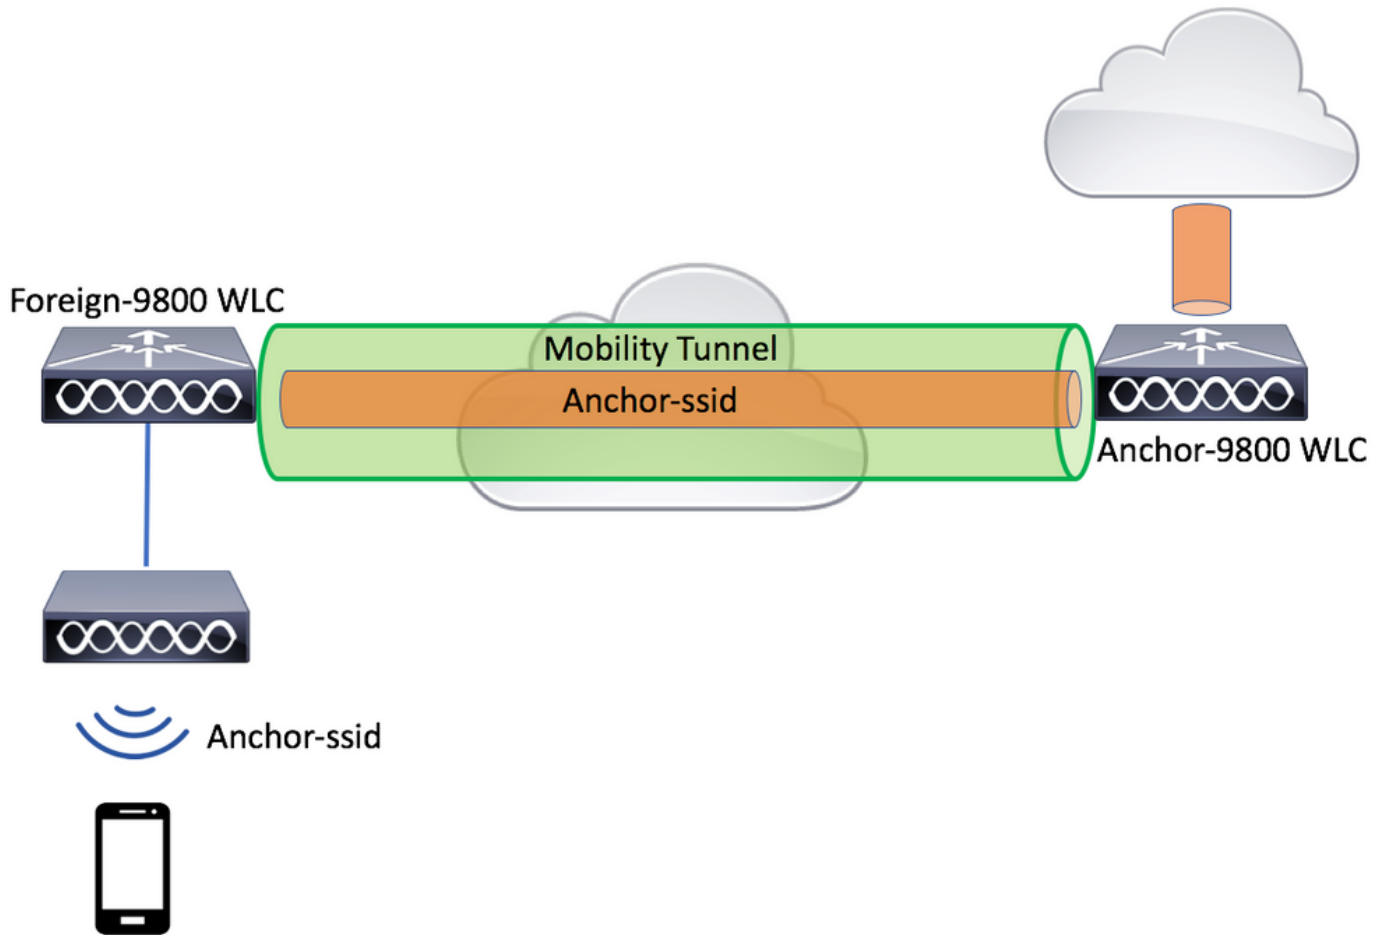 Foreign-9800 WLC
Mobility Tunnel
Anchor-ssid
Anchor-9800 WLC
Anchor-ssid